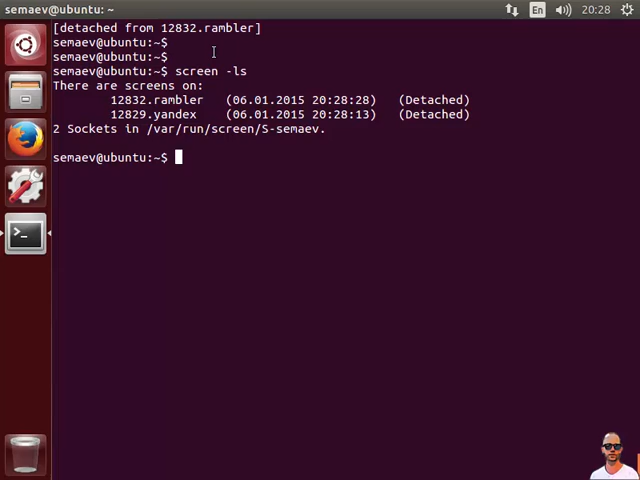 semaev@ubuntu: ~
En
20:28
[detached from 12832.rambler]
semaev@ubuntu:~$
semaev@ubuntu:~$
semaev@ubuntu:~$ screen -ls
There are screens on:
12832.rambler (06.01.2015 20:28:28) (Detached)
12829.yandex (06.01.2015 20:28:13) (Detached)
2 Sockets in /var/run/screen/S-semaev.
semaev@ubuntu:~$